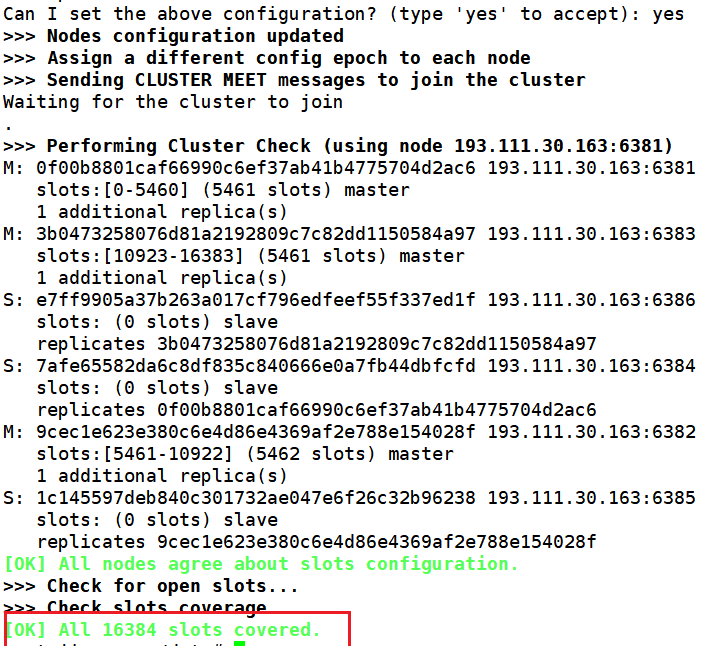 Can I set the above configuration? (type 'yes' to accept): yes
>>> Nodes configuration updated
>>> Assign a different config epoch to each node
>>> Sending CLUSTER MEET messages to join the cluster
Waiting for the cluster to join
.
>>> Performing Cluster Check (using node 193.111.30.163:6381)
M: 0f00b8801caf66990c6ef37ab41b4775704d2ac6 193.111.30.163:6381
   slots:[0-5460] (5461 slots) master
   1 additional replica(s)
M: 3b0473258076d81a2192809c7c82dd1150584a97 193.111.30.163:6383
   slots:[10923-16383] (5461 slots) master
   1 additional replica(s)
S: e7ff9905a37b263a017cf796edfeef55f337ed1f 193.111.30.163:6386
   slots: (0 slots) slave
   replicates 3b0473258076d81a2192809c7c82dd1150584a97
S: 7afe65582da6c8df835c840666e0a7fb44dbfcfd 193.111.30.163:6384
   slots: (0 slots) slave
   replicates 0f00b8801caf66990c6ef37ab41b4775704d2ac6
M: 9cec1e623e380c6e4d86e4369af2e788e154028f 193.111.30.163:6382
   slots:[5461-10922] (5462 slots) master
   1 additional replica(s)
S: 1c145597deb840c301732ae047e6f26c32b96238 193.111.30.163:6385
   slots: (0 slots) slave
   replicates 9cec1e623e380c6e4d86e4369af2e788e154028f
[OK] All nodes agree about slots configuration.
>>> Check for open slots...
>>> Check slots coverage
[OK] All 16384 slots covered.